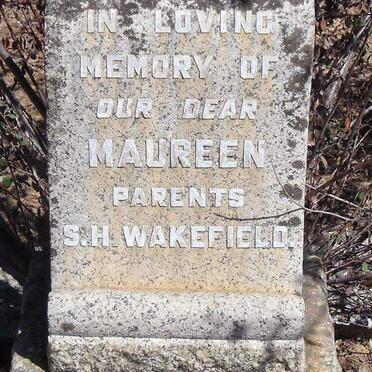 IN LOVING
MEMORY OF
OUR DEAR
MAUREEN
PARENTS
S.H. WAKEFIELD.